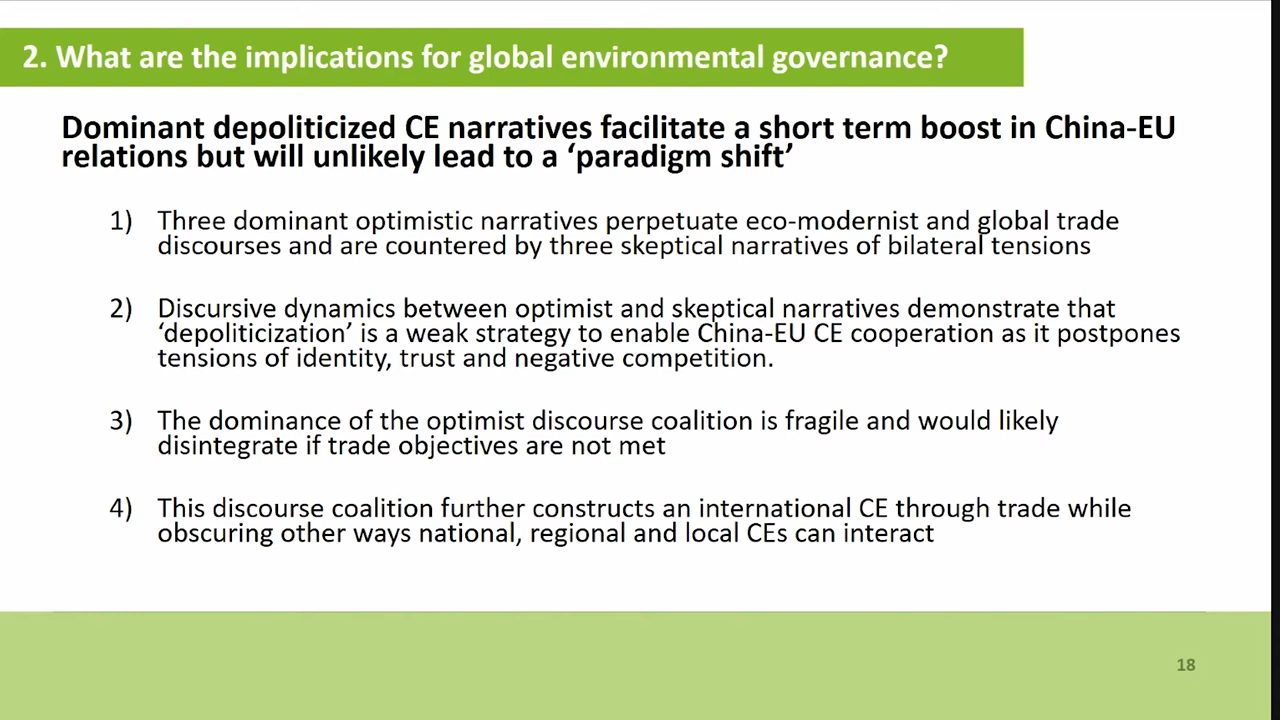 2. What are the implications for global environmental governance?
Dominant depoliticized CE narratives facilitate a short term boost in China-EU
relations but will unlikely lead to a ‘paradigm shift’
1) Three dominant optimistic narratives perpetuate eco-modernist and global trade
discourses and are countered by three skeptical narratives of bilateral tensions
2) Discursive dynamics between optimist and skeptical narratives demonstrate that
‘depoliticization’ is a weak strategy to enable China-EU CE cooperation as it postpones
tensions of identity, trust and negative competition.
3) The dominance of the optimist discourse coalition is fragile and would likely
disintegrate if trade objectives are not met
4) This discourse coalition further constructs an international CE through trade while
obscuring other ways national, regional and local CEs can interact
18